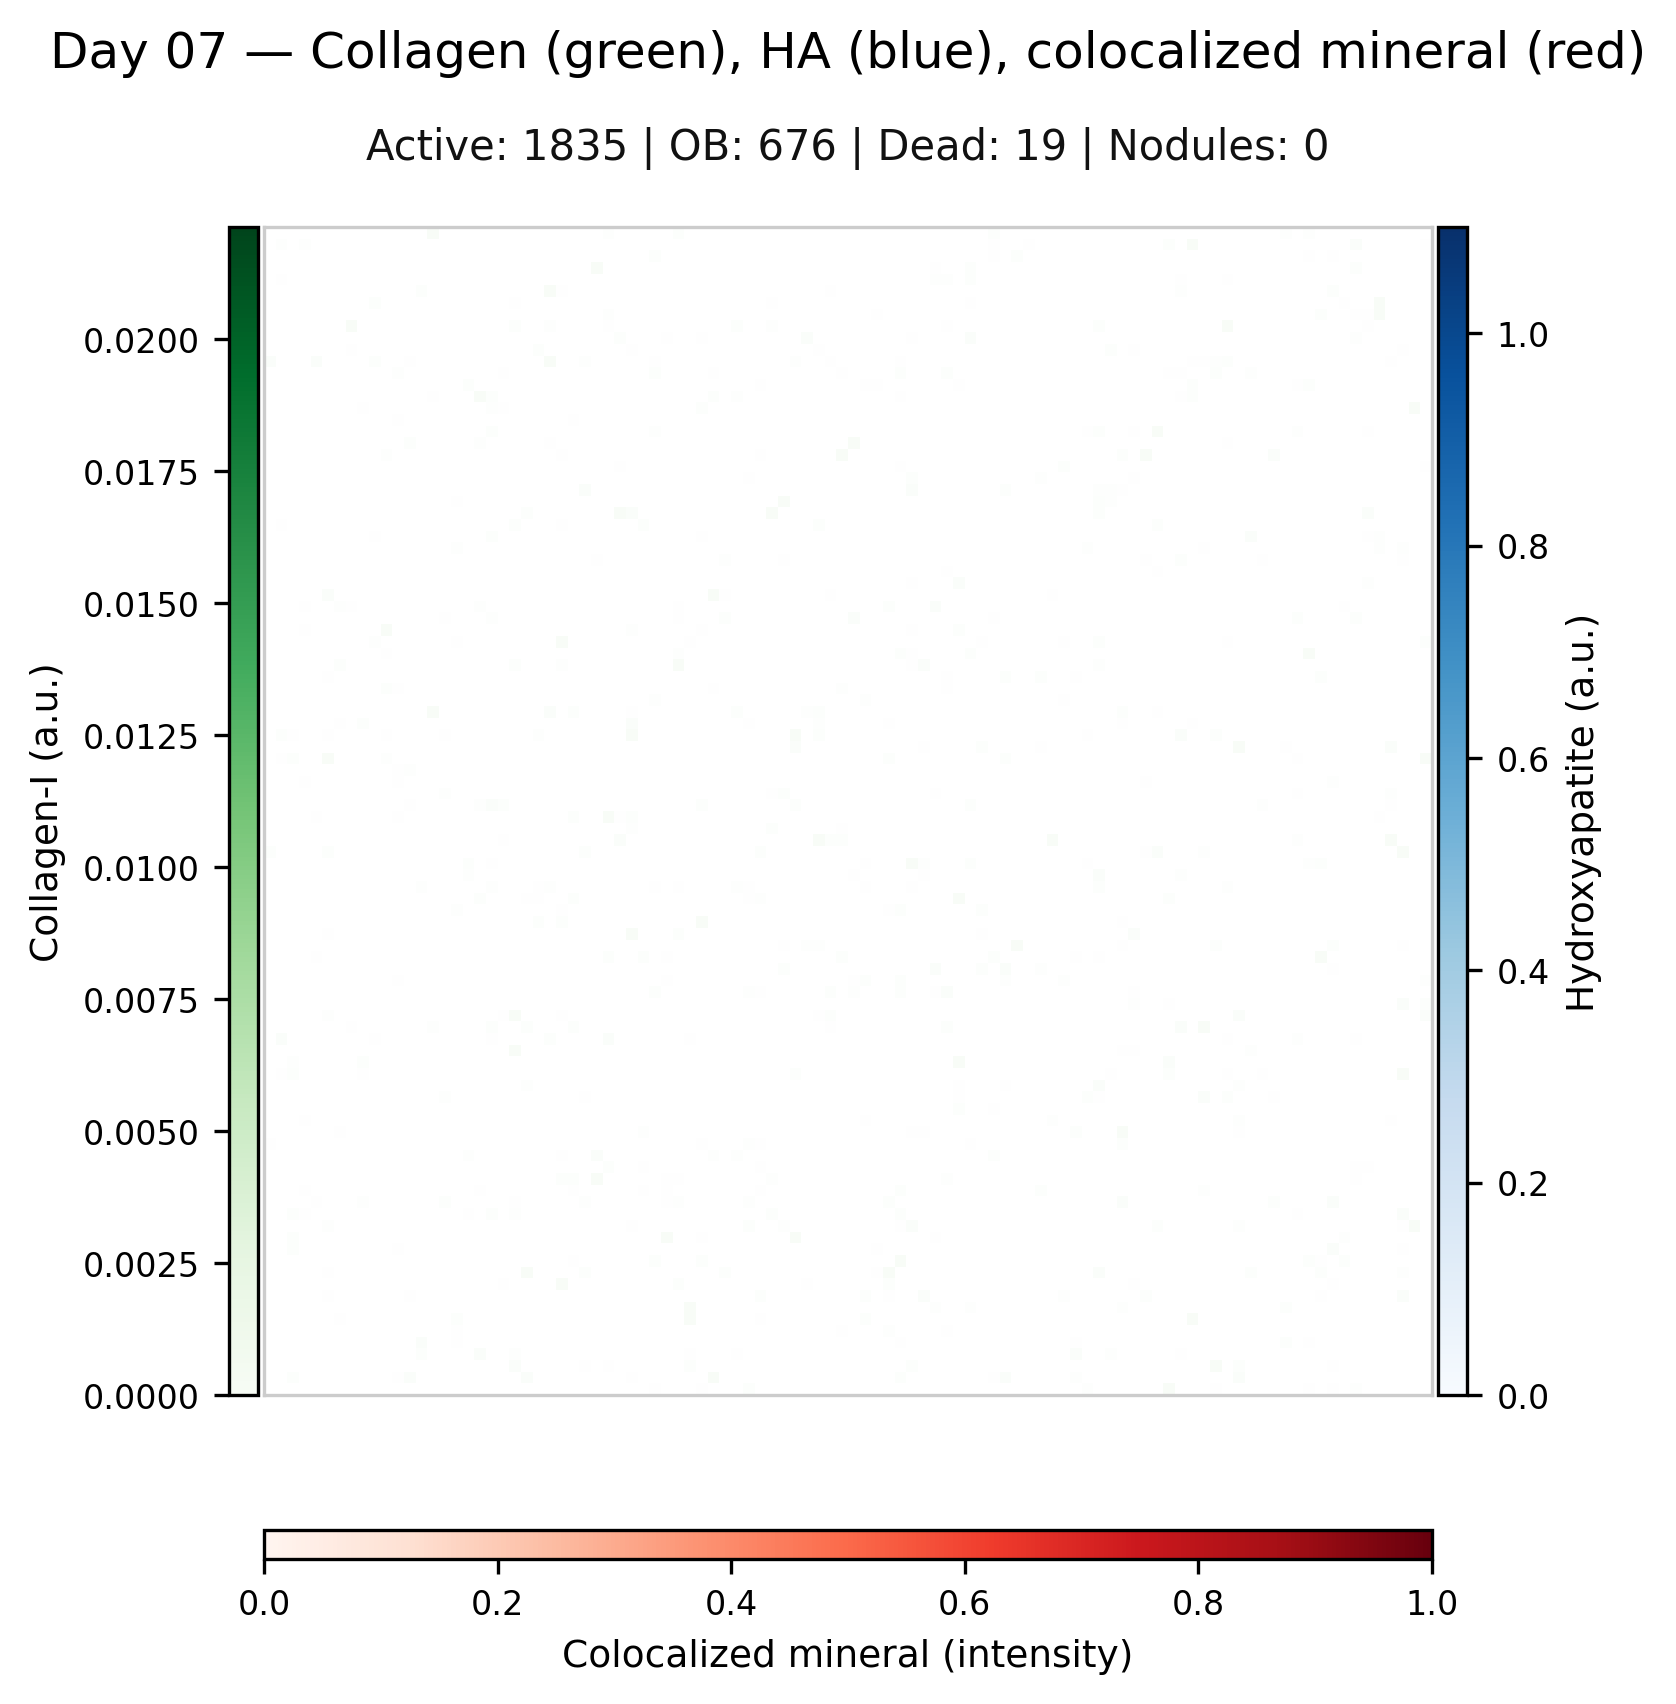 Day 07 — Collagen (green), HA (blue), colocalized mineral (red)
Active: 1835 | OB: 676 | Dead: 19 | Nodules: 0
Collagen-I (a.u.)
0.0200
0.0175
0.0150
0.0125
0.0100
0.0075
0.0050
0.0025
0.0000
1.0
0.8
0.6
0.4
0.2
0.0
Hydroxyapatite (a.u.)
0.0 0.2 0.4 0.6 0.8 1.0
Colocalized mineral (intensity)